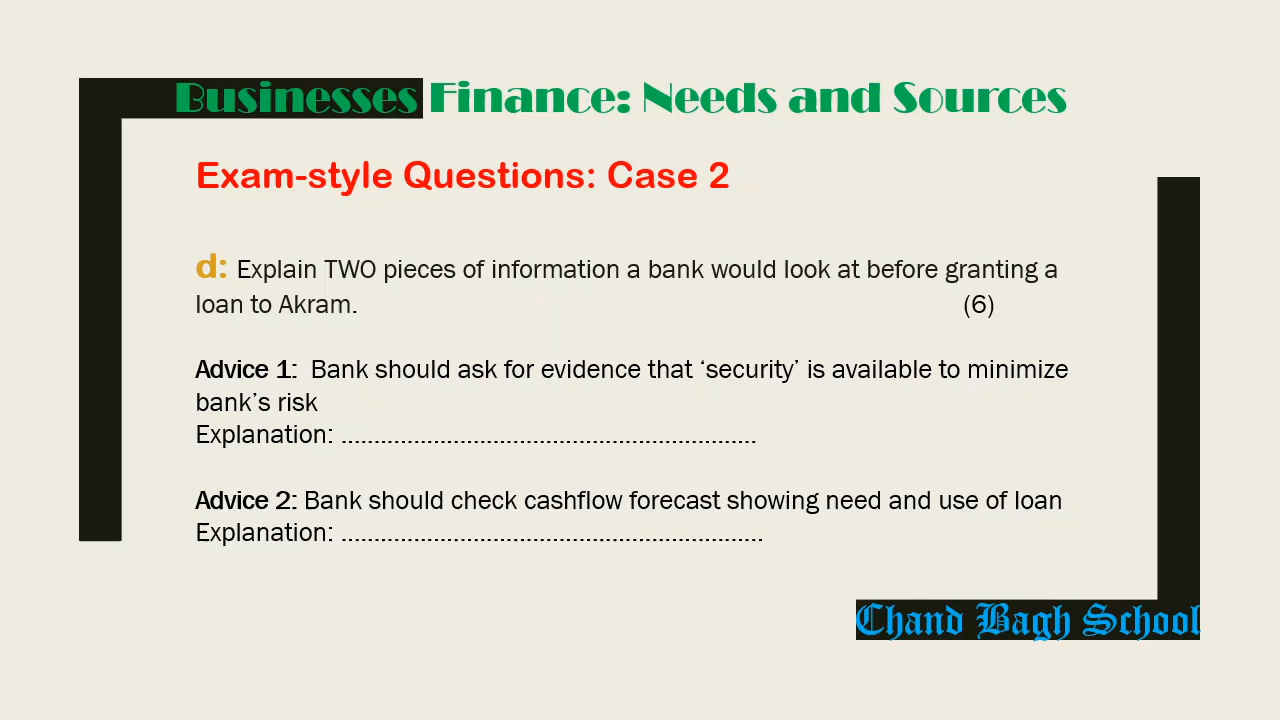 Businesses Finance: Needs and Sources
Exam-style Questions: Case 2
d: Explain TWO pieces of information a bank would look at before granting a
loan to Akram. (6)
Advice 1: Bank should ask for evidence that ‘security’ is available to minimize
bank’s risk
Explanation: ...............................................................
Advice 2: Bank should check cashflow forecast showing need and use of loan
Explanation: ................................................................
Chand Bagh School